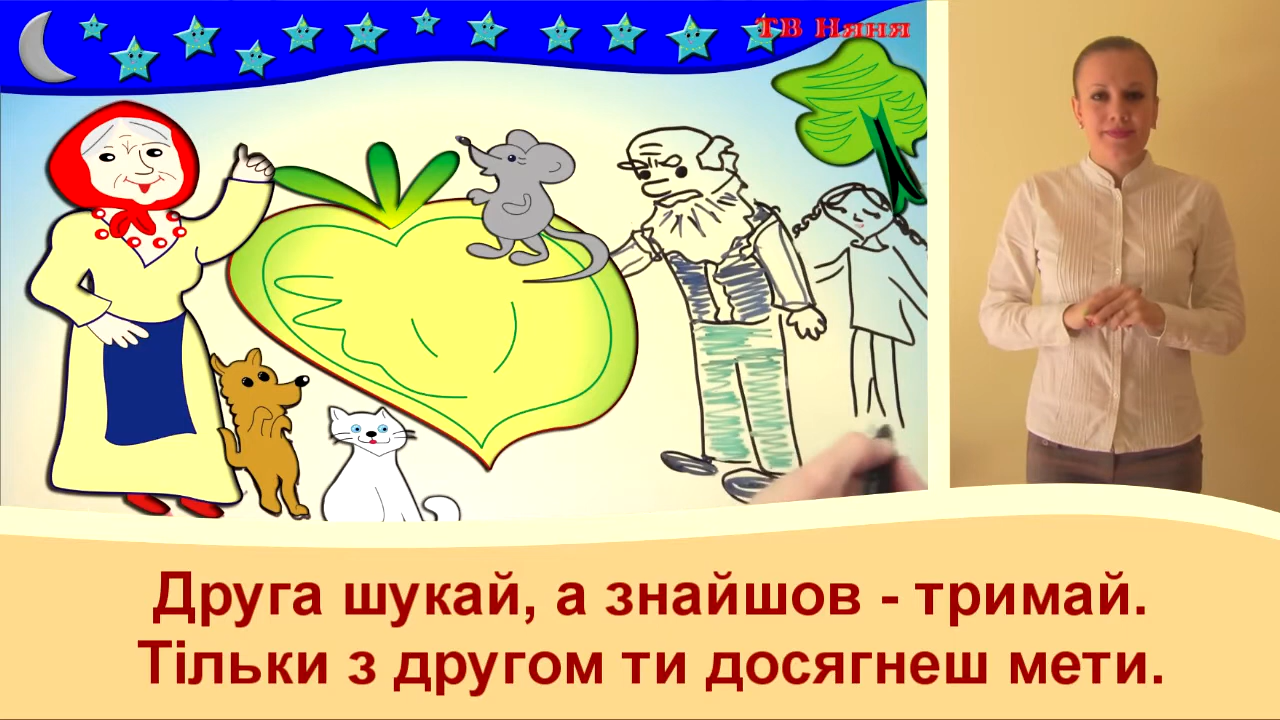 ТВ Няня
Друга шукай, а знайшов - тримай.
Тільки з другом ти досягнеш мети.